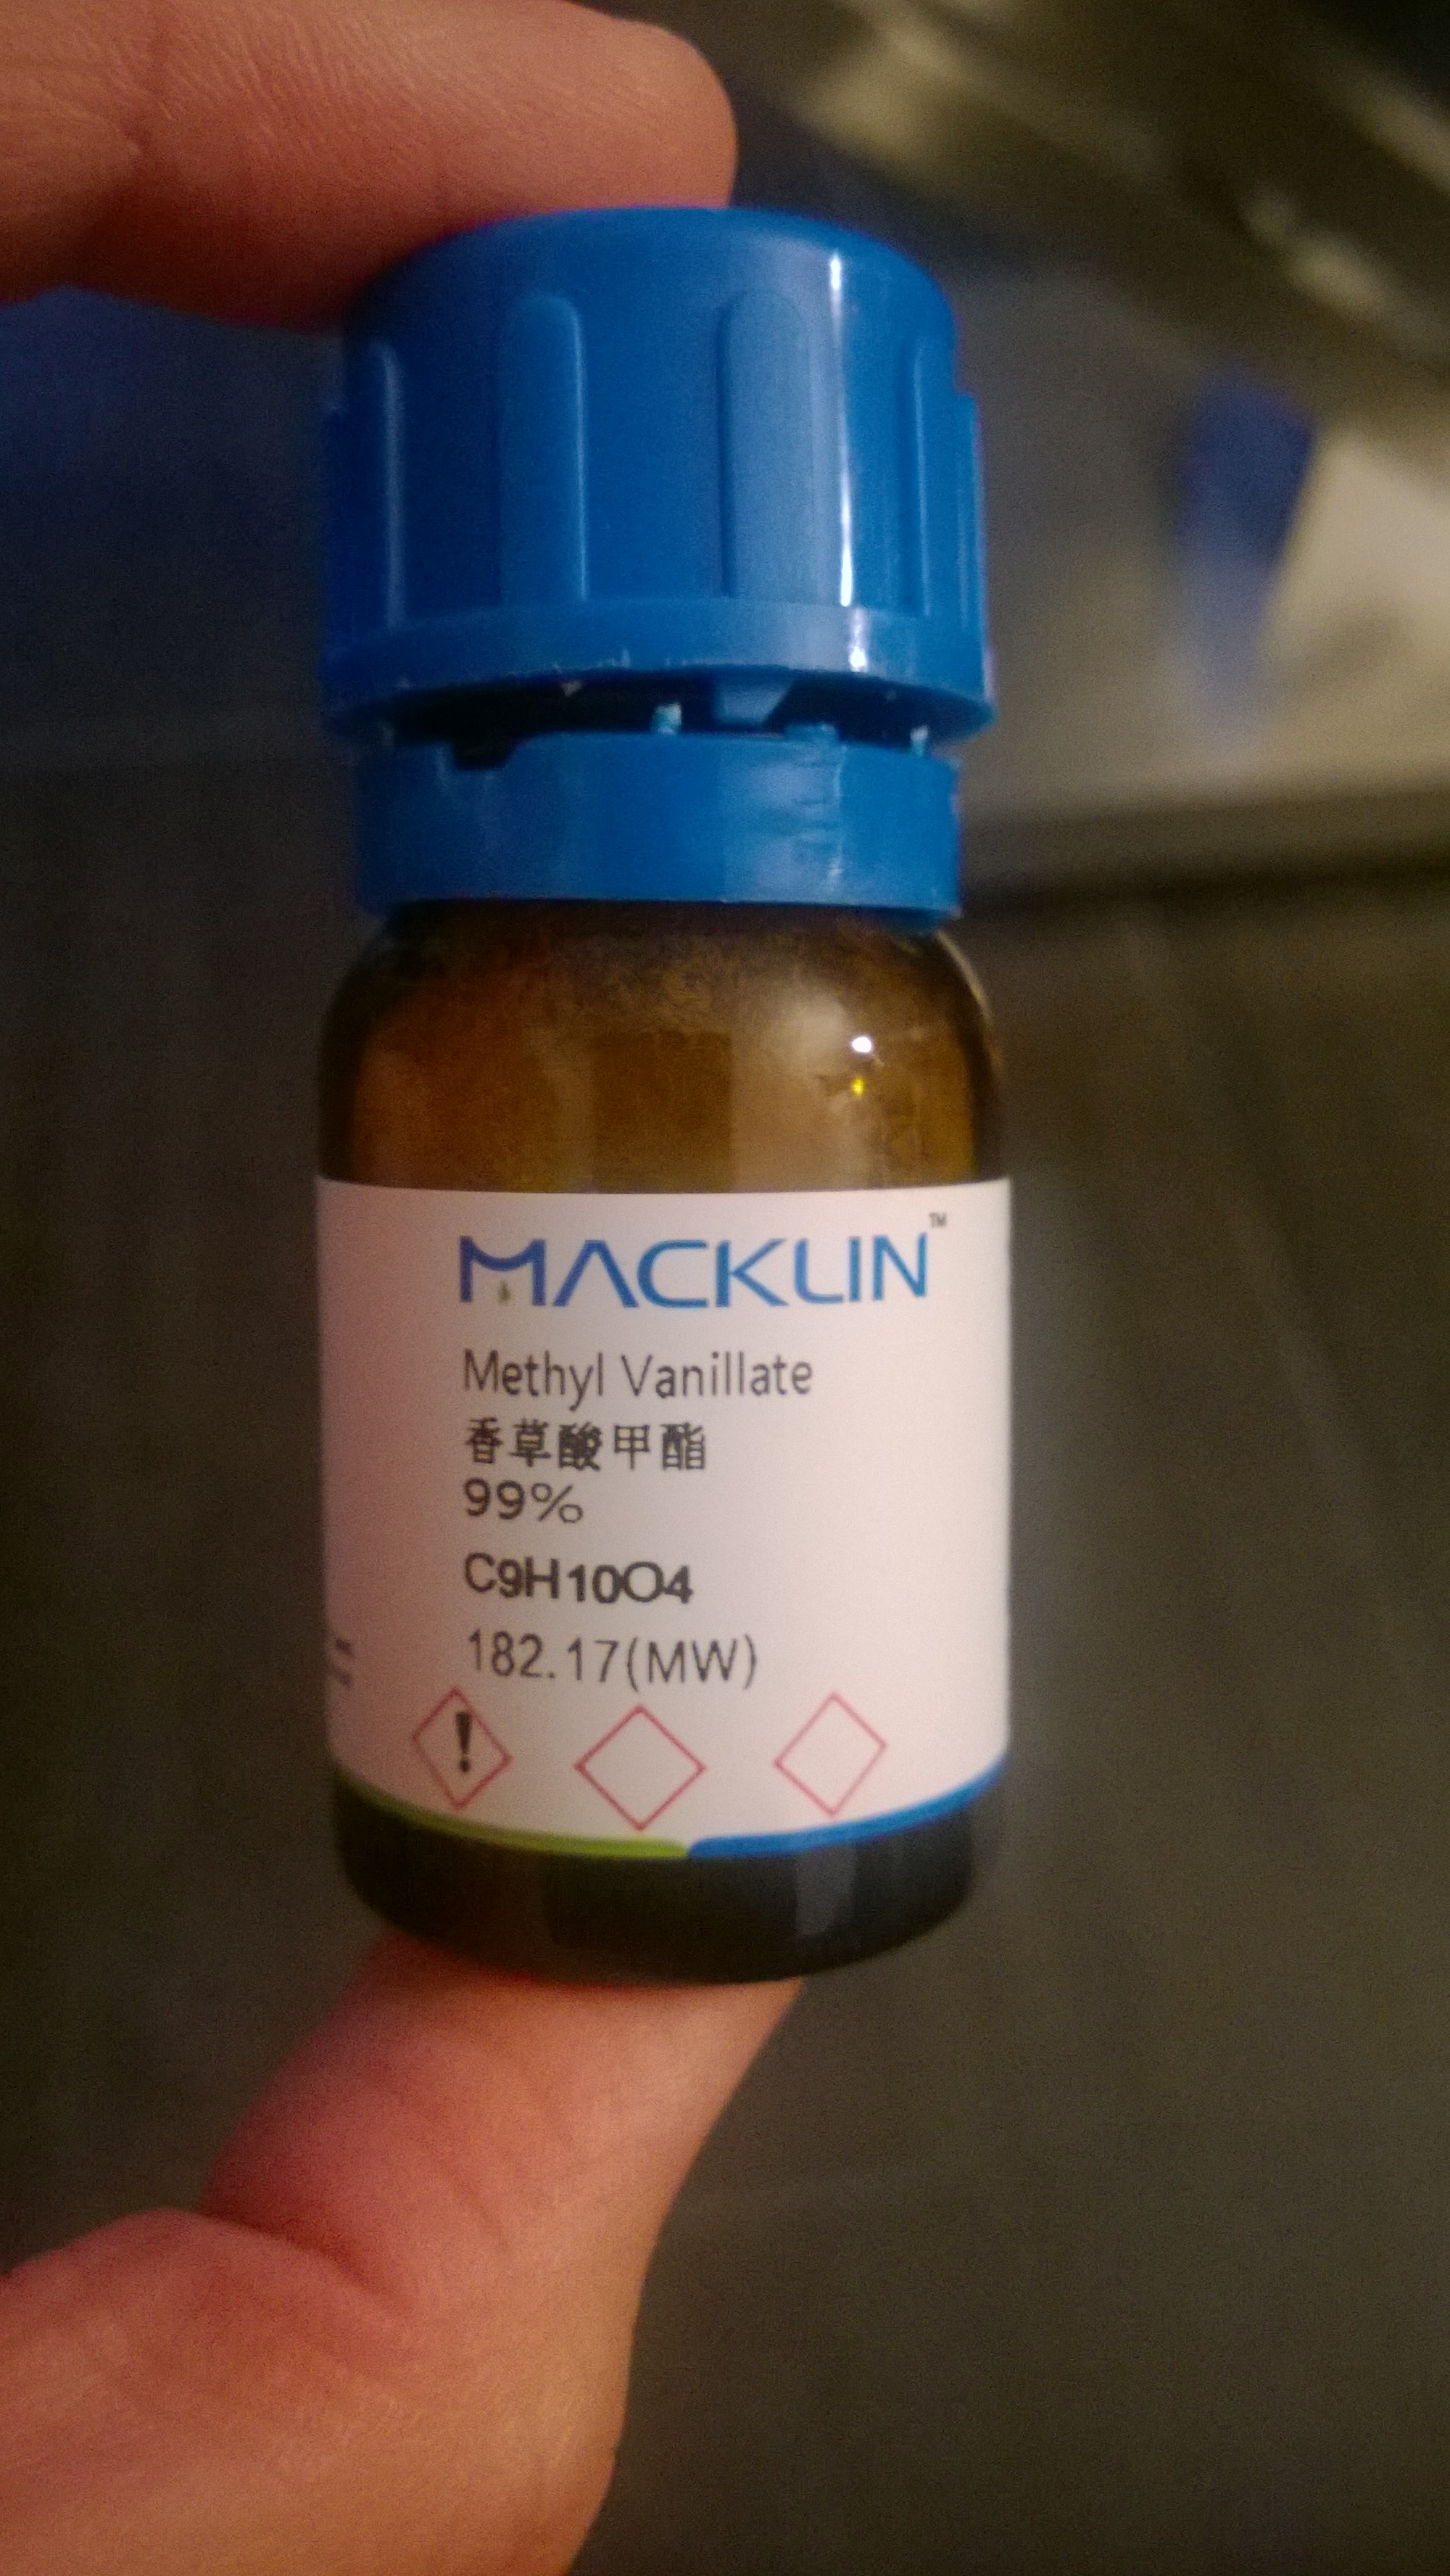 MACKLIN™
Methyl Vanillate
香草酸甲酯
99%
C9H10O4
182.17(MW)
!